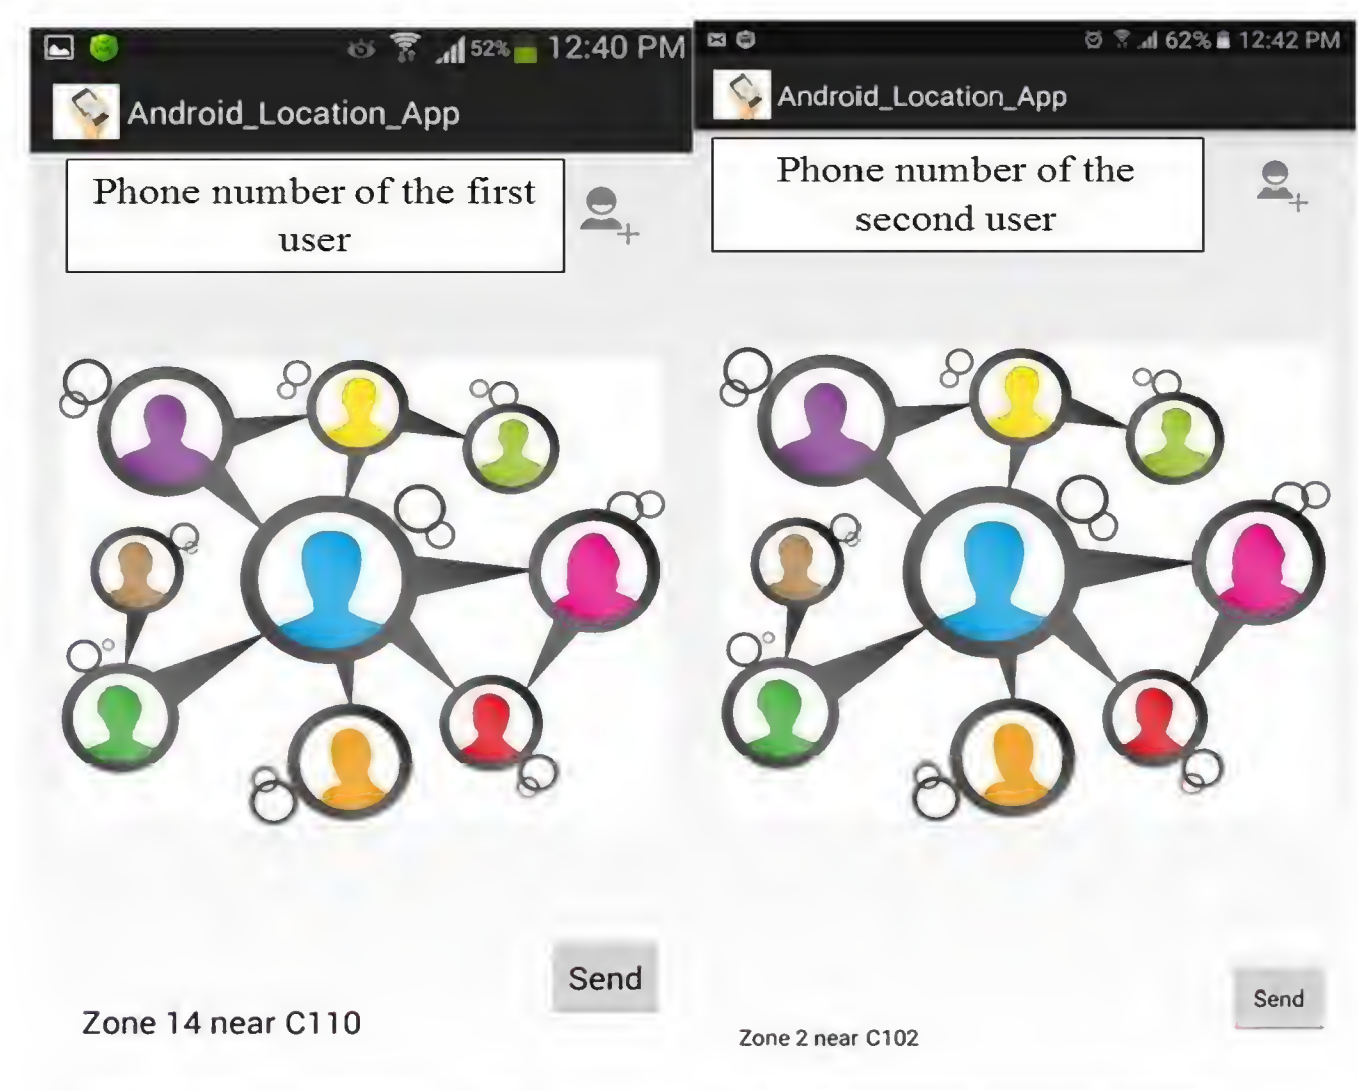 52% 12:40 PM
Android_Location_App
Phone number of the first
user
Send
Zone 14 near C110
62% 12:42 PM
Android_Location_App
Phone number of the
second user
Send
Zone 2 near C102